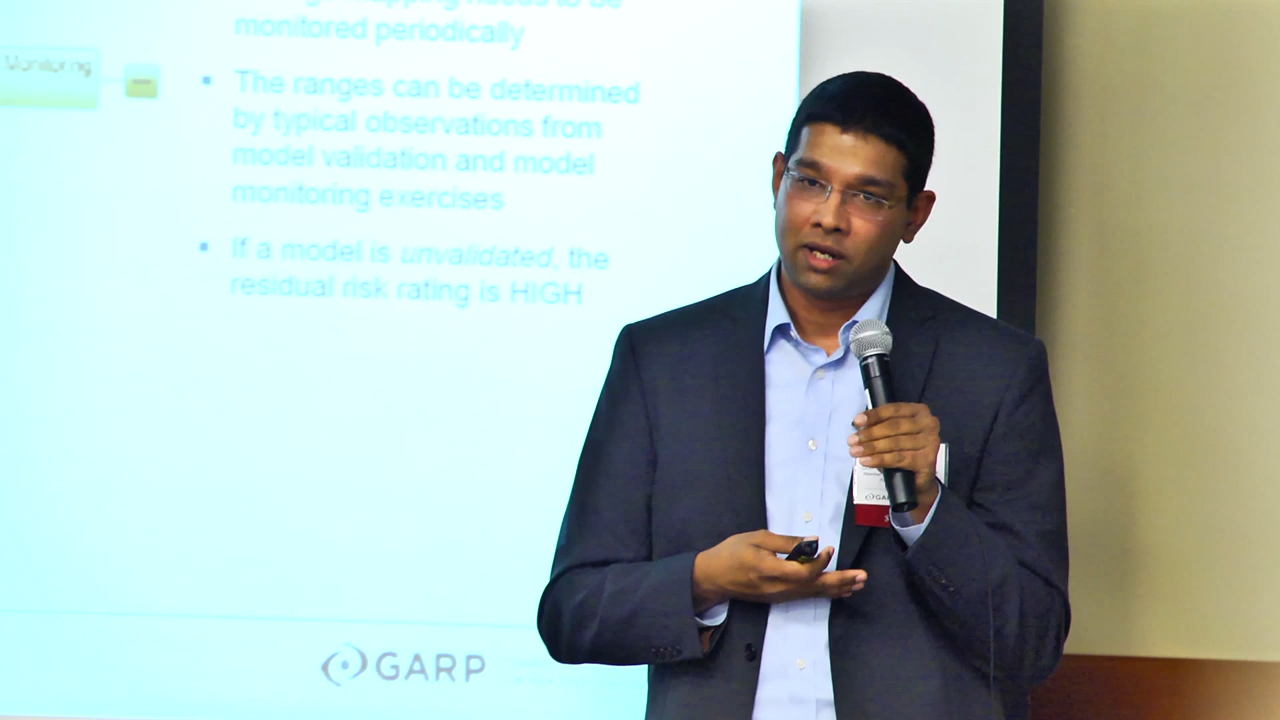 monitored periodically
Monitoring
▪ The ranges can be determined
by typical observations from
model validation and model
monitoring exercises
▪ If a model is unvalidated, the
residual risk rating is HIGH
GARP
GARP